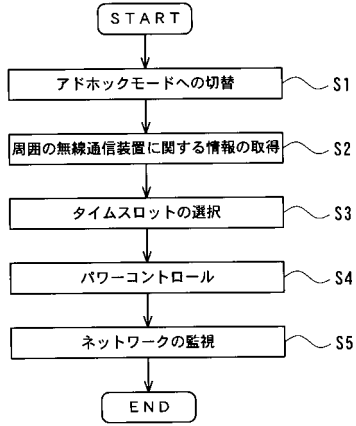 START
アドホックモードへの切替
S1
周囲の無線通信装置に関する情報の取得
S2
タイムスロットの選択
S3
パワーコントロール
S4
ネットワークの監視
S5
END